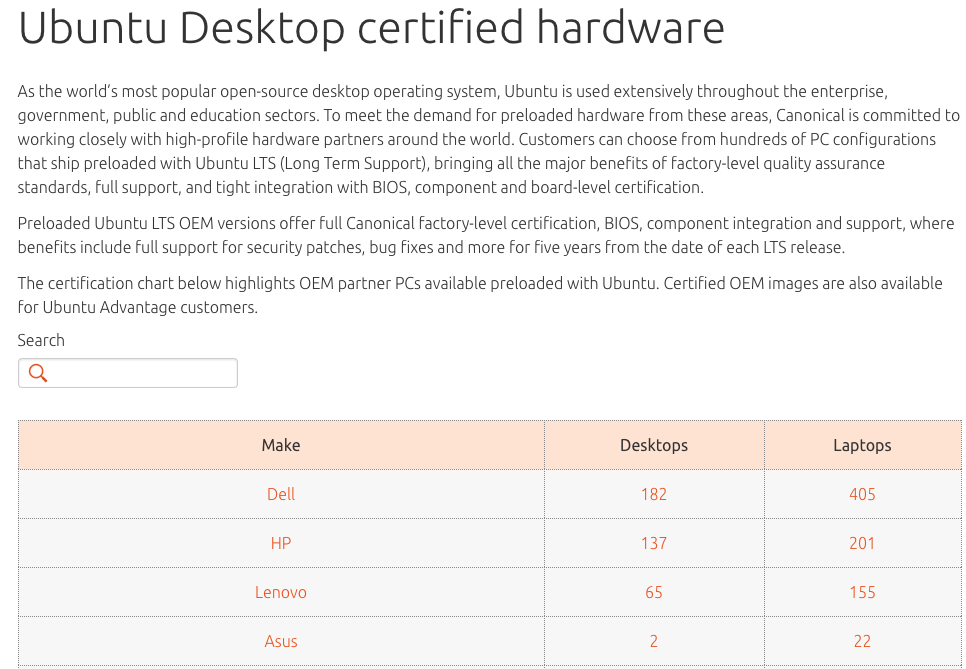 Ubuntu Desktop certified hardware
As the world’s most popular open-source desktop operating system, Ubuntu is used extensively throughout the enterprise,
government, public and education sectors. To meet the demand for preloaded hardware from these areas, Canonical is committed to
working closely with high-profile hardware partners around the world. Customers can choose from hundreds of PC configurations
that ship preloaded with Ubuntu LTS (Long Term Support), bringing all the major benefits of factory-level quality assurance
standards, full support, and tight integration with BIOS, component and board-level certification.
Preloaded Ubuntu LTS OEM versions offer full Canonical factory-level certification, BIOS, component integration and support, where
benefits include full support for security patches, bug fixes and more for five years from the date of each LTS release.
The certification chart below highlights OEM partner PCs available preloaded with Ubuntu. Certified OEM images are also available
for Ubuntu Advantage customers.
Search
Make Desktops Laptops
Dell 182 405
HP 137 201
Lenovo 65 155
Asus 2 22